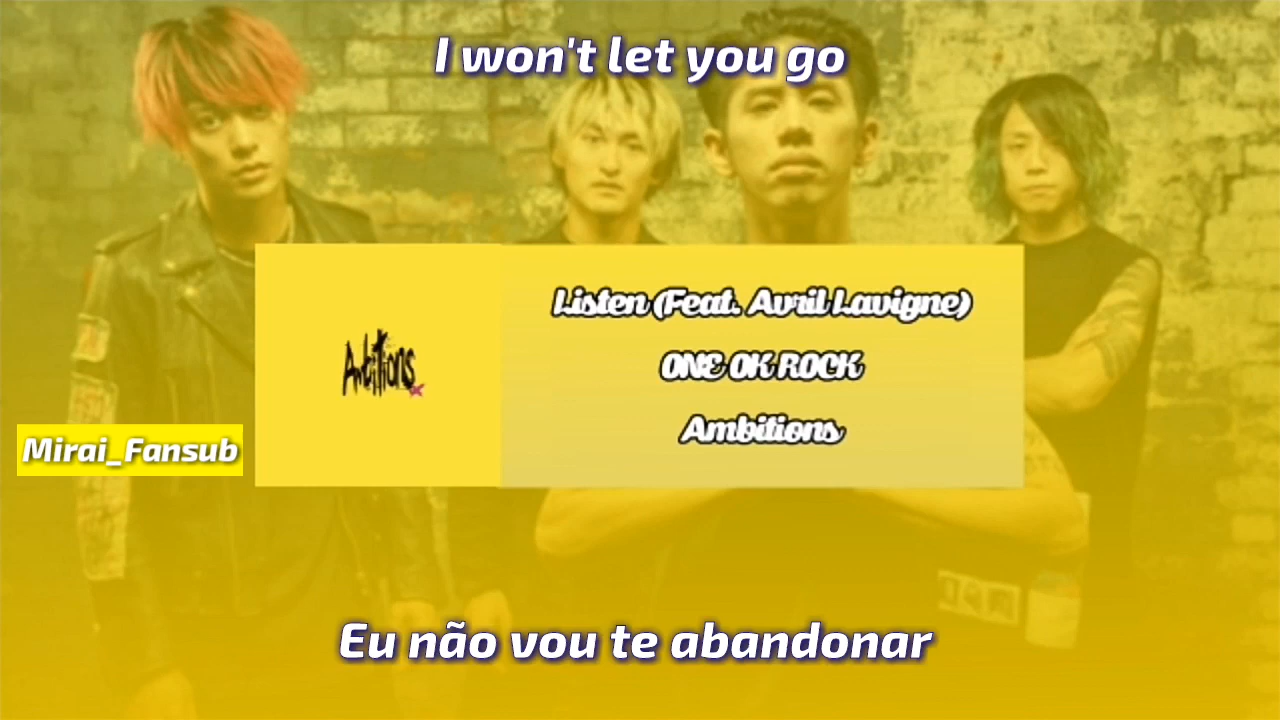 I won't let you go
Listen (Feat. Avril Lavigne)
Ambitions
ONE OK ROCK
Ambitions
Mirai_Fansub
Eu não vou te abandonar